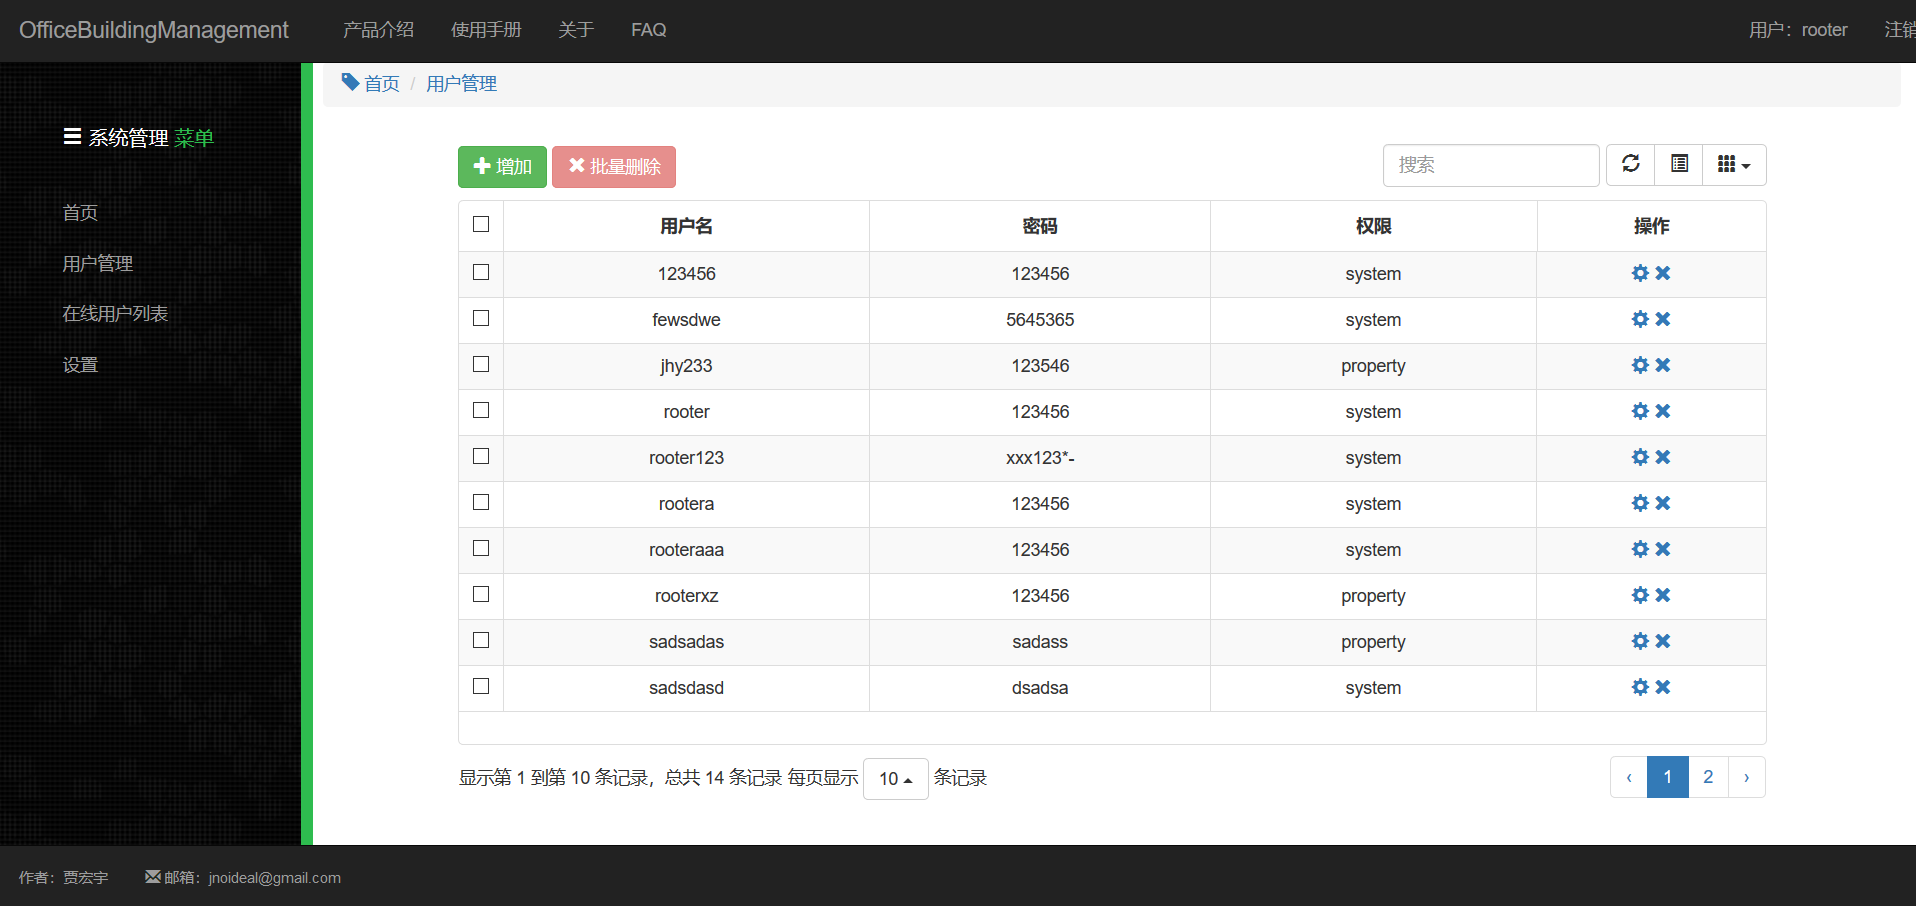 OfficeBuildingManagement 产品介绍 使用手册 关于 FAQ 用户：rooter 注销
首页 / 用户管理
系统管理 菜单
首页
用户管理
在线用户列表
设置
增加 批量删除 搜索
用户名 密码 权限 操作
123456 123456 system
fewsdwe 5645365 system
jhy233 123546 property
rooter 123456 system
rooter123 xxx123*- system
rootera 123456 system
rooteraaa 123456 system
rooterxz 123456 property
sadsadas sadass property
sadsdasd dsadsa system
显示第 1 到第 10 条记录，总共 14 条记录 每页显示 10 条记录 ‹ 1 2 ›
作者：贾宏宇 邮箱：jnoideal@gmail.com